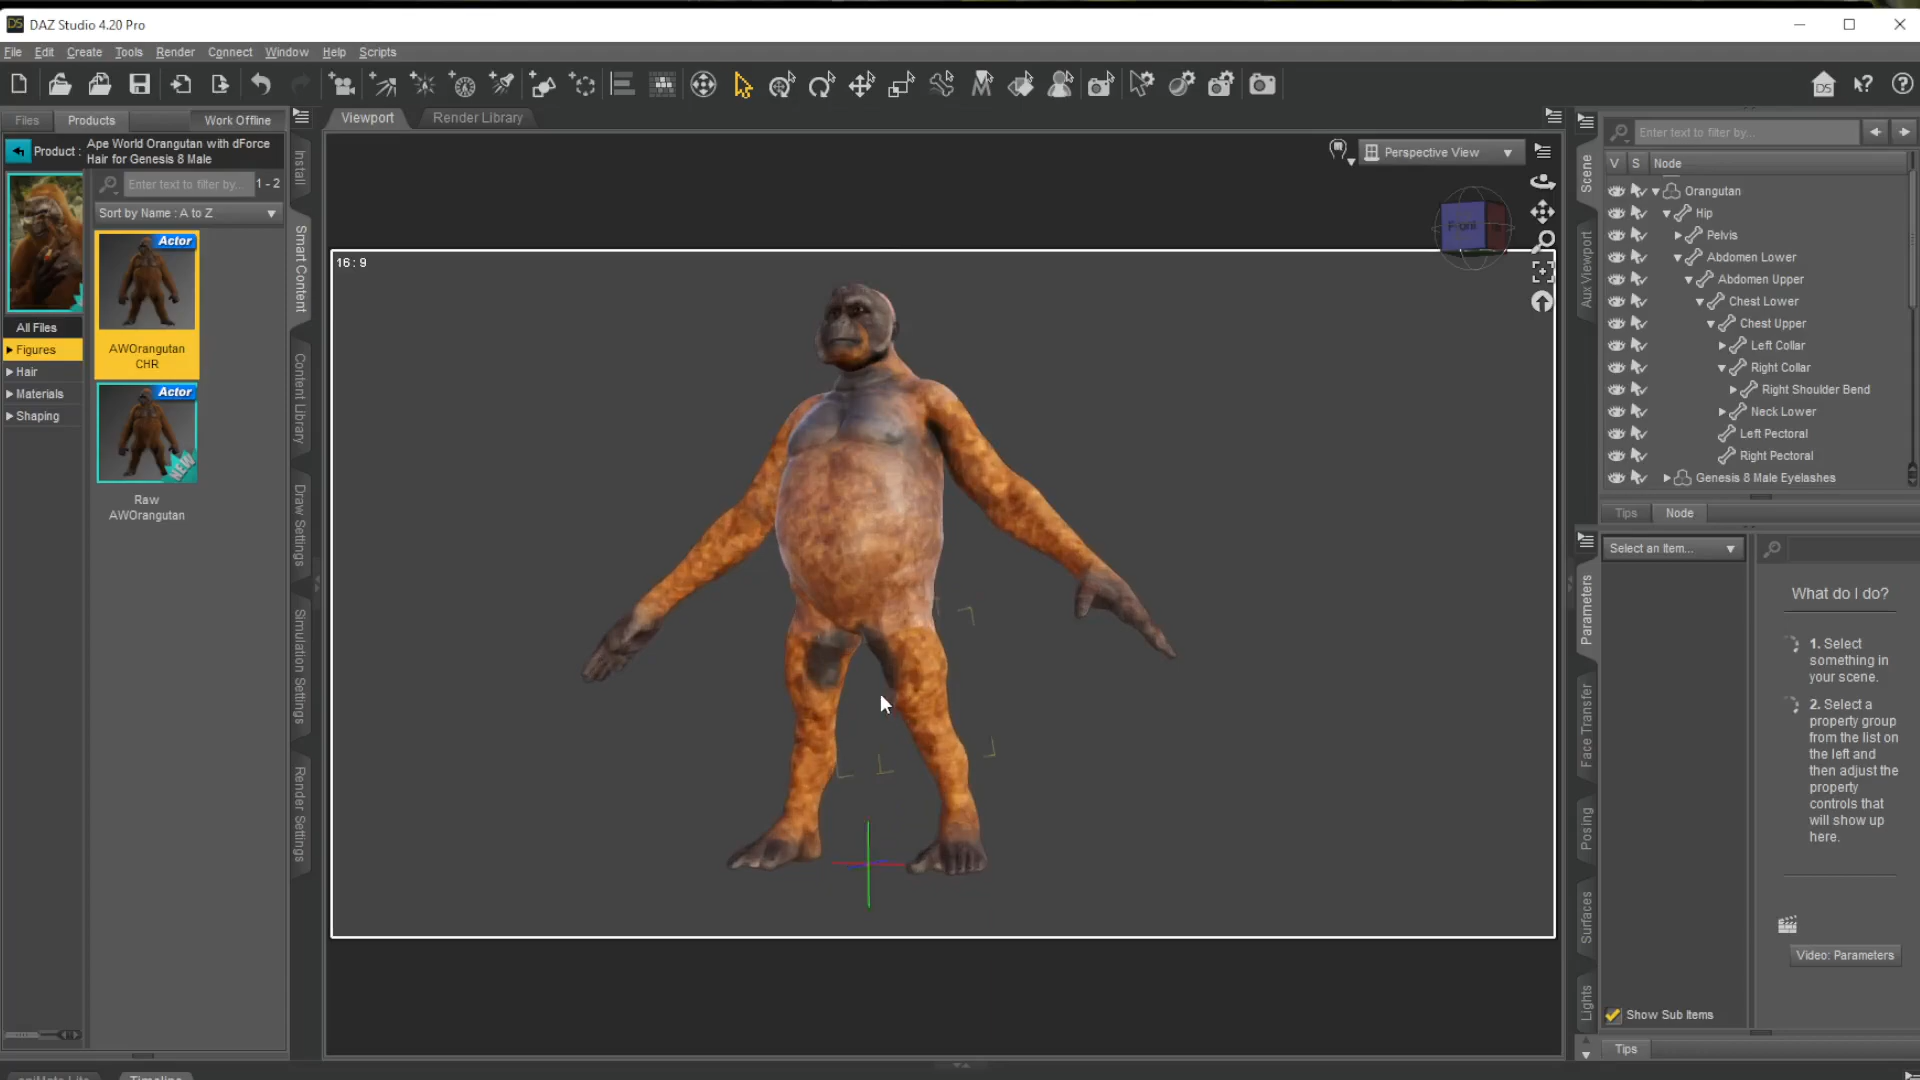 DS DAZ Studio 4.20 Pro
File Edit Create Tools Render Connect Window Help Scripts
DS
Files Products Work Offline
Product : Ape World Orangutan with dForce
Hair for Genesis 8 Male
Enter text to filter by... 1 - 2
Sort by Name : A to Z
Actor
AWOrangutan
CHR
Actor
NEW
Raw
AWOrangutan
All Files
Figures
Hair
Materials
Shaping
Install
Smart Content
Content Library
Draw Settings
Simulation Settings
Render Settings
Viewport Render Library
Perspective View
Front
16 : 9
Scene
Aux Viewport
Enter text to filter by...
V S Node
Orangutan
Hip
Pelvis
Abdomen Lower
Abdomen Upper
Chest Lower
Chest Upper
Left Collar
Right Collar
Right Shoulder Bend
Neck Lower
Left Pectoral
Right Pectoral
Genesis 8 Male Eyelashes
Tips Node
Parameters
Face Transfer
Posing
Surfaces
Lights
Select an Item...
What do I do?
1. Select
something in
your scene.
2. Select a
property group
from the list on
the left and
then adjust the
property
controls that
will show up
here.
Video: Parameters
Show Sub Items
Tips
aniMate Lite Timeline